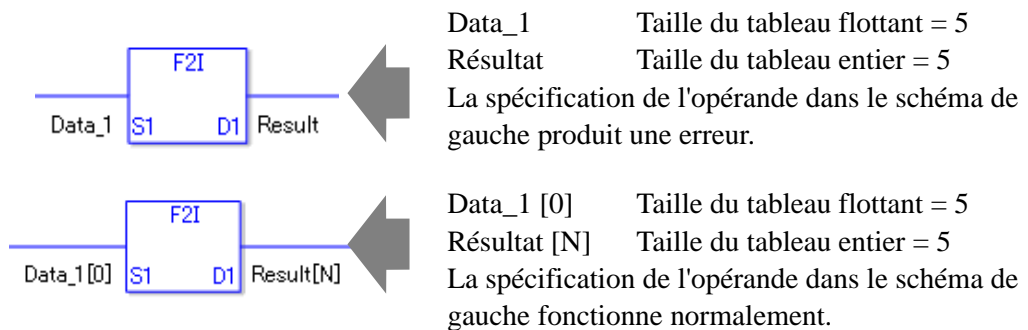 F2I
Data_1 S1 D1 Result
Data_1 Taille du tableau flottant = 5
Résultat Taille du tableau entier = 5
La spécification de l'opérande dans le schéma de
gauche produit une erreur.
F2I
Data_1[0] S1 D1 Result[N]
Data_1 [0] Taille du tableau flottant = 5
Résultat [N] Taille du tableau entier = 5
La spécification de l'opérande dans le schéma de
gauche fonctionne normalement.